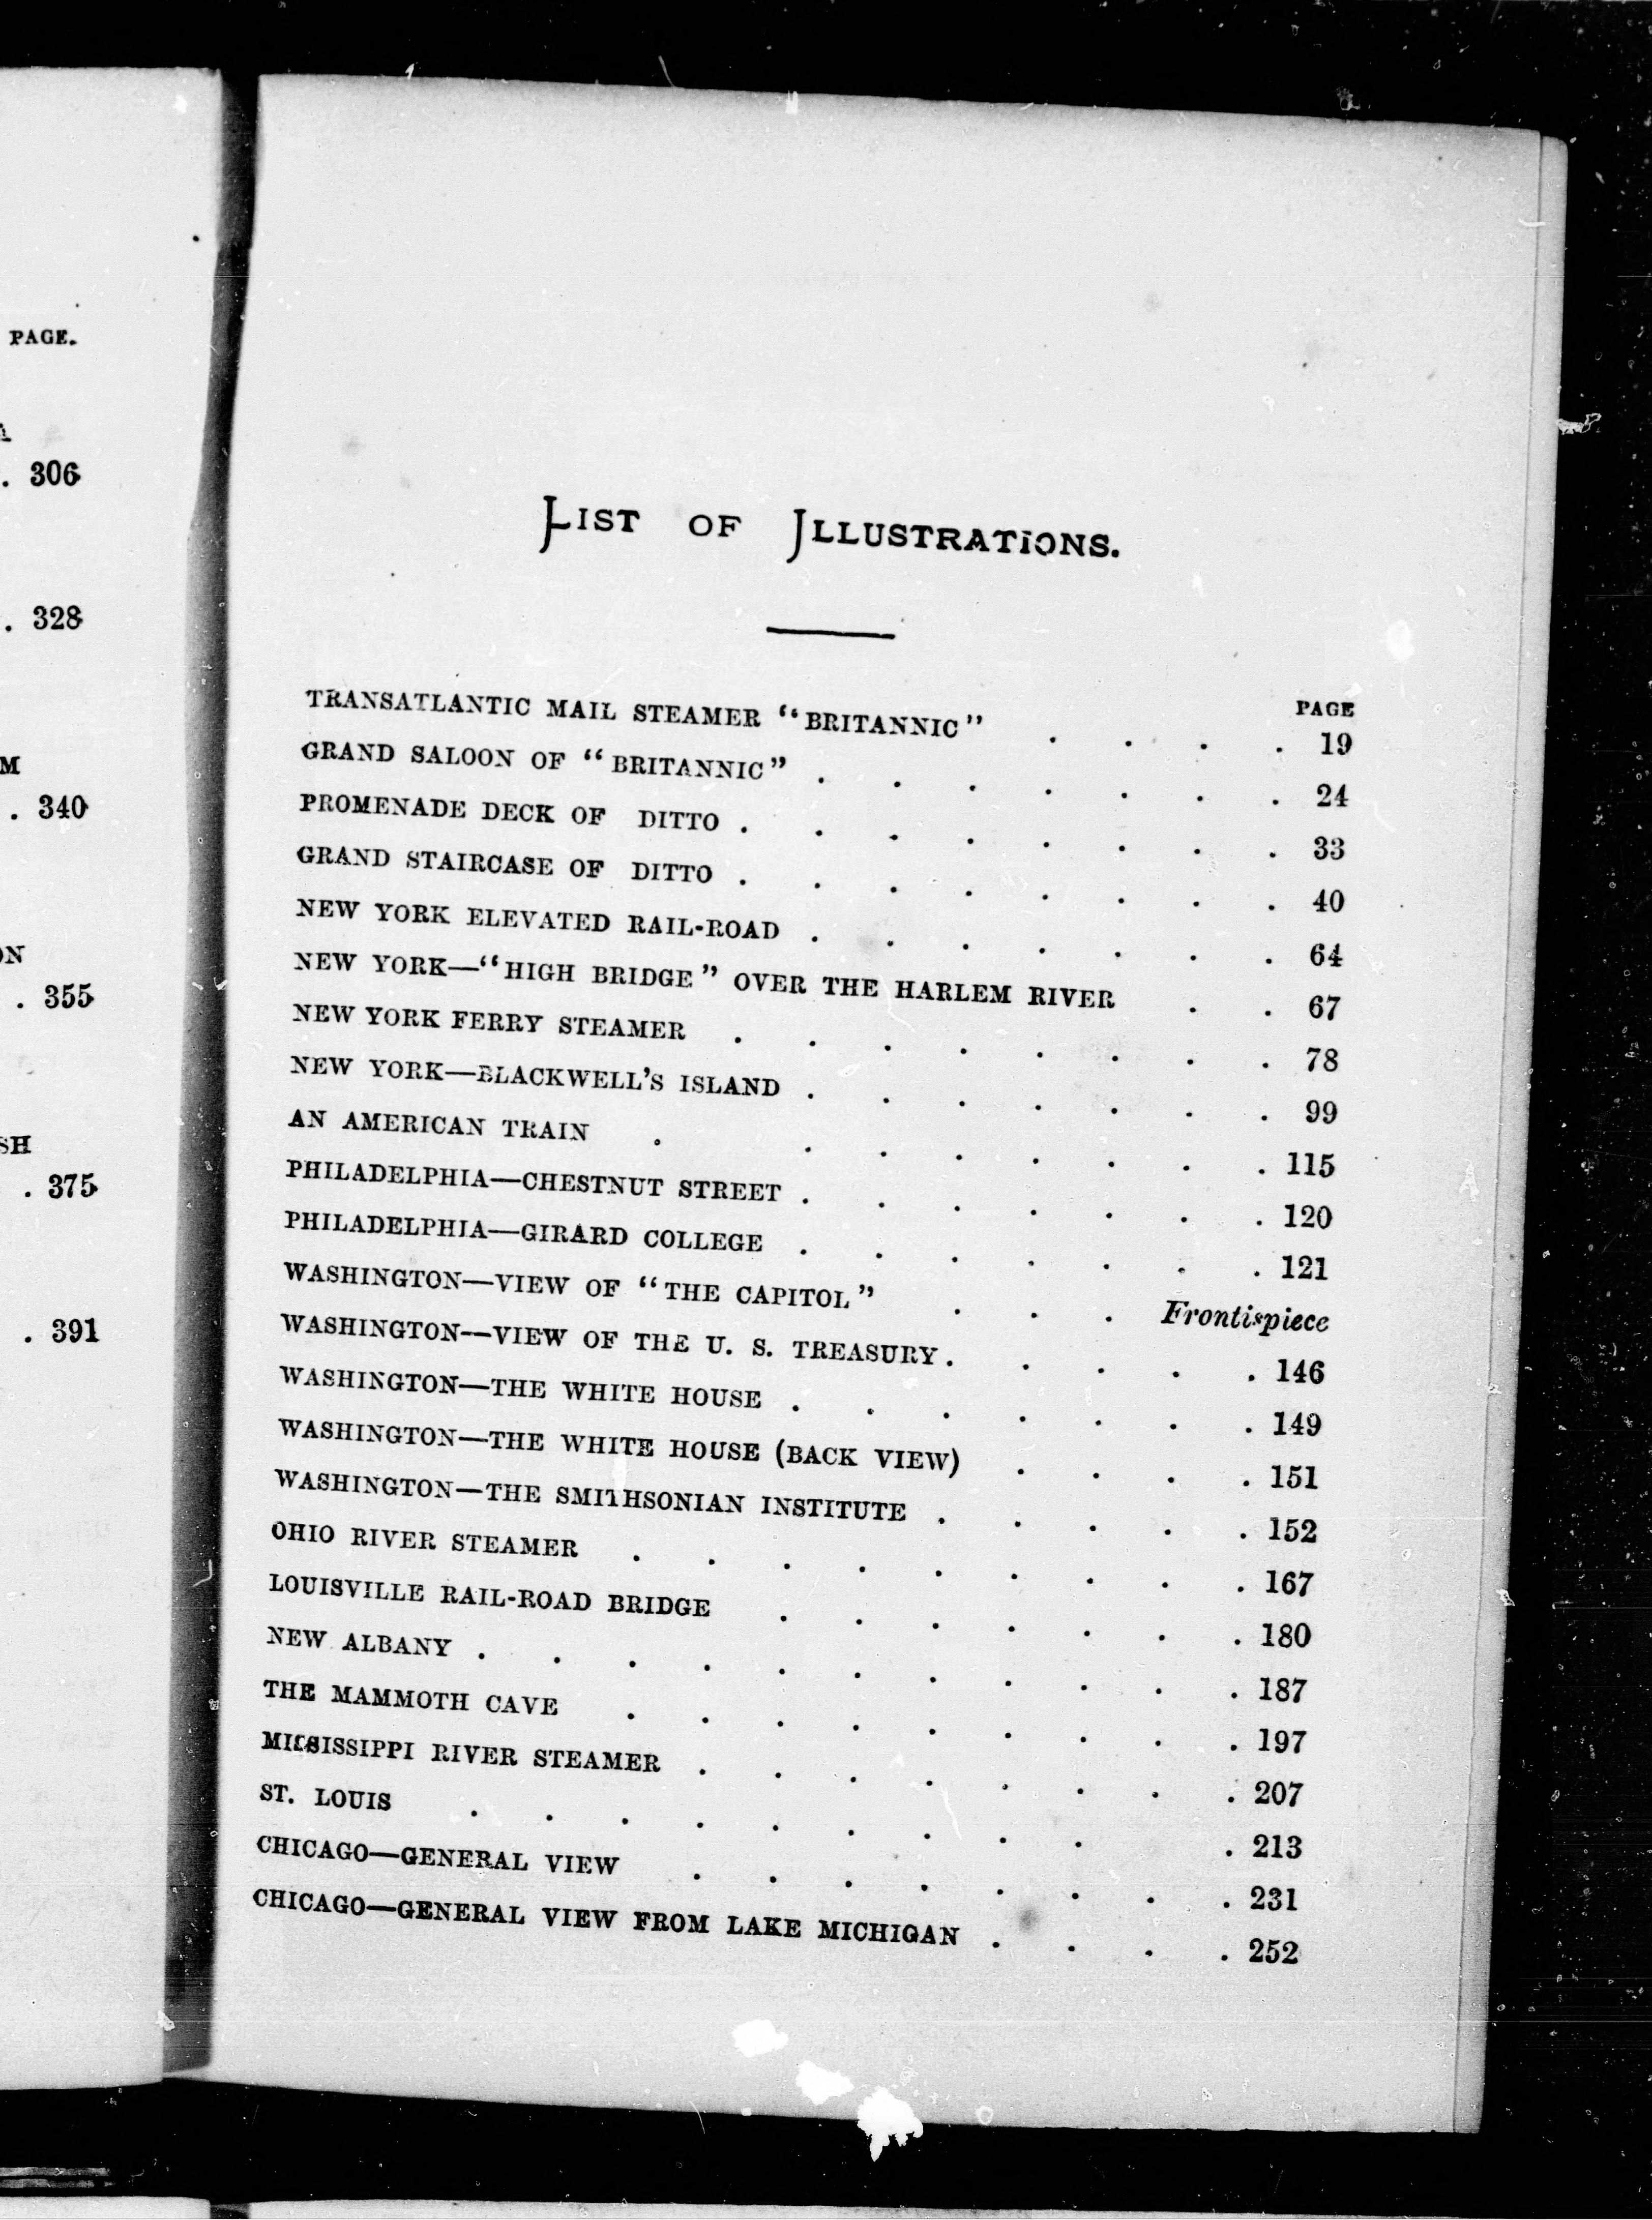 PAGE.
A
. 306
. 328
M
. 340
ON
. 355
SH
. 375
. 391
LIST OF ILLUSTRATIONS.
PAGE
TRANSATLANTIC MAIL STEAMER "BRITANNIC" . . . . 19
GRAND SALOON OF "BRITANNIC" . . . . . . . 24
PROMENADE DECK OF DITTO . . . . . . . . 33
GRAND STAIRCASE OF DITTO . . . . . . . . 40
NEW YORK ELEVATED RAIL-ROAD . . . . . . . 64
NEW YORK—"HIGH BRIDGE" OVER THE HARLEM RIVER . . 67
NEW YORK FERRY STEAMER . . . . . . . . 78
NEW YORK—BLACKWELL'S ISLAND . . . . . . . 99
AN AMERICAN TRAIN . . . . . . . . 115
PHILADELPHIA—CHESTNUT STREET . . . . . . . 120
PHILADELPHIA—GIRARD COLLEGE . . . . . . . 121
WASHINGTON—VIEW OF "THE CAPITOL" . . . Frontispiece
WASHINGTON—VIEW OF THE U. S. TREASURY . . . . . 146
WASHINGTON—THE WHITE HOUSE . . . . . . . 149
WASHINGTON—THE WHITE HOUSE (BACK VIEW) . . . . 151
WASHINGTON—THE SMITHSONIAN INSTITUTE . . . . . 152
OHIO RIVER STEAMER . . . . . . . . . 167
LOUISVILLE RAIL-ROAD BRIDGE . . . . . . . 180
NEW ALBANY . . . . . . . . . . . 187
THE MAMMOTH CAVE . . . . . . . . . 197
MISSISSIPPI RIVER STEAMER . . . . . . . . 207
ST. LOUIS . . . . . . . . . . 213
CHICAGO—GENERAL VIEW . . . . . . . . 231
CHICAGO—GENERAL VIEW FROM LAKE MICHIGAN . . . . 252